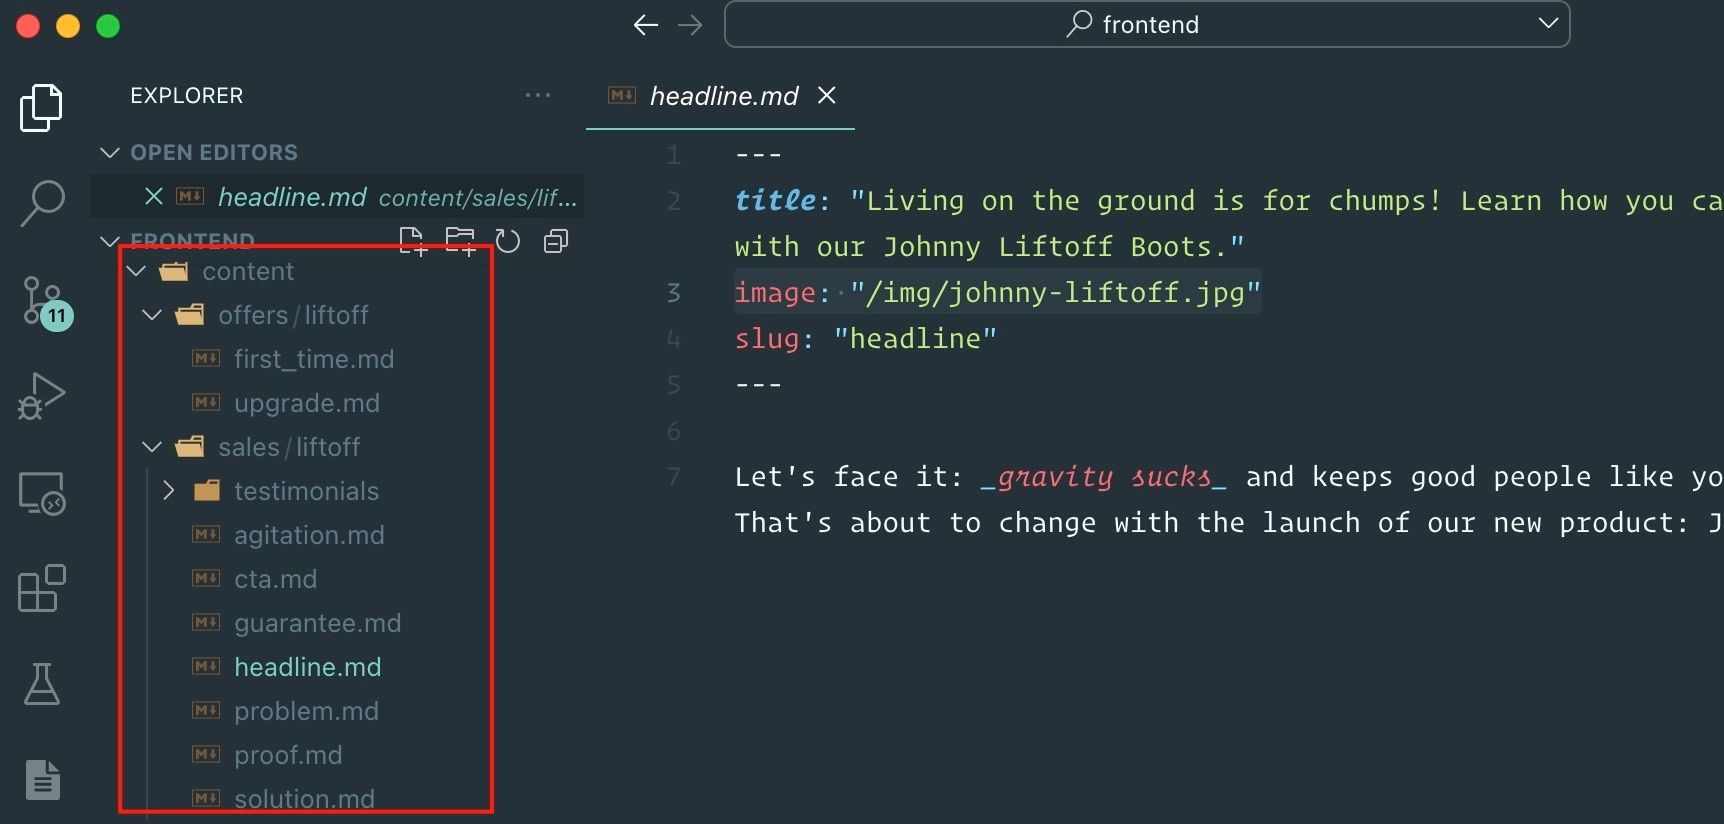 frontend
EXPLORER
headline.md
OPEN EDITORS
headline.md content/sales/lif...
FRONTEND
content
offers/liftoff
first_time.md
upgrade.md
sales/liftoff
testimonials
agitation.md
cta.md
guarantee.md
headline.md
problem.md
proof.md
solution.md
11
1 ---
2 title: "Living on the ground is for chumps! Learn how you ca
with our Johnny Liftoff Boots."
3 image: "/img/johnny-liftoff.jpg"
4 slug: "headline"
5 ---
6
7 Let's face it: _gravity sucks_ and keeps good people like yo
That's about to change with the launch of our new product: J